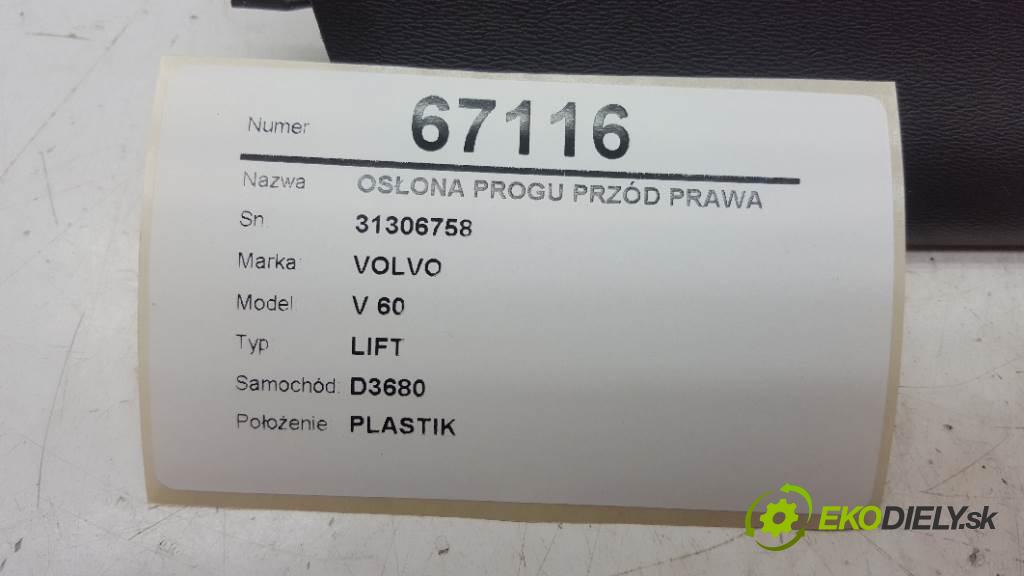 Numer 67116
Nazwa OSŁONA PROGU PRZÓD PRAWA
Sn: 31306758
Marka: VOLVO
Model V 60
Typ LIFT
Samochód: D3680
Położenie PLASTIK
EKODIELY.sk